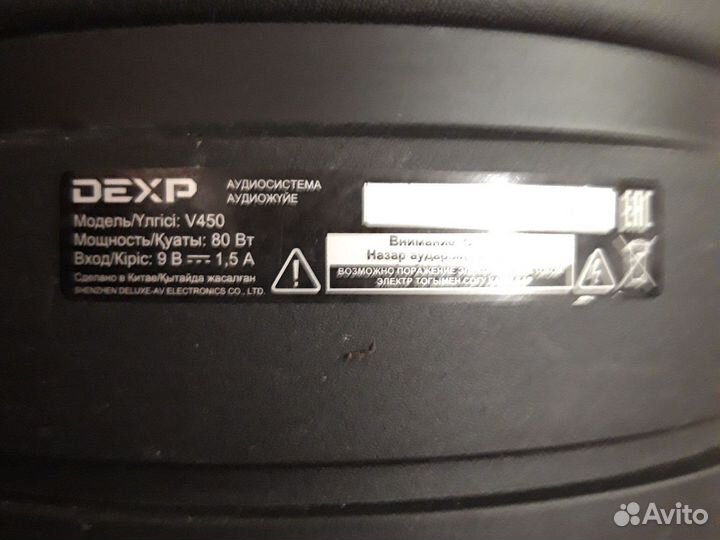 DEXP
АУДИОСИСТЕМА
АУДИОЖҮЙЕ
Модель/Үлгісі: V450
Мощность/Қуаты: 80 Вт
Вход/Кіріс: 9 В 1,5 А
Сделано в Китае/Қытайда жасалған
SHENZHEN DELUXE-AV ELECTRONICS CO., LTD.
Внимание
Назар
ВОЗМОЖНО ПОРАЖЕНИЕ
ЭЛЕКТР ТОГЫМЕН
EAC
Avito